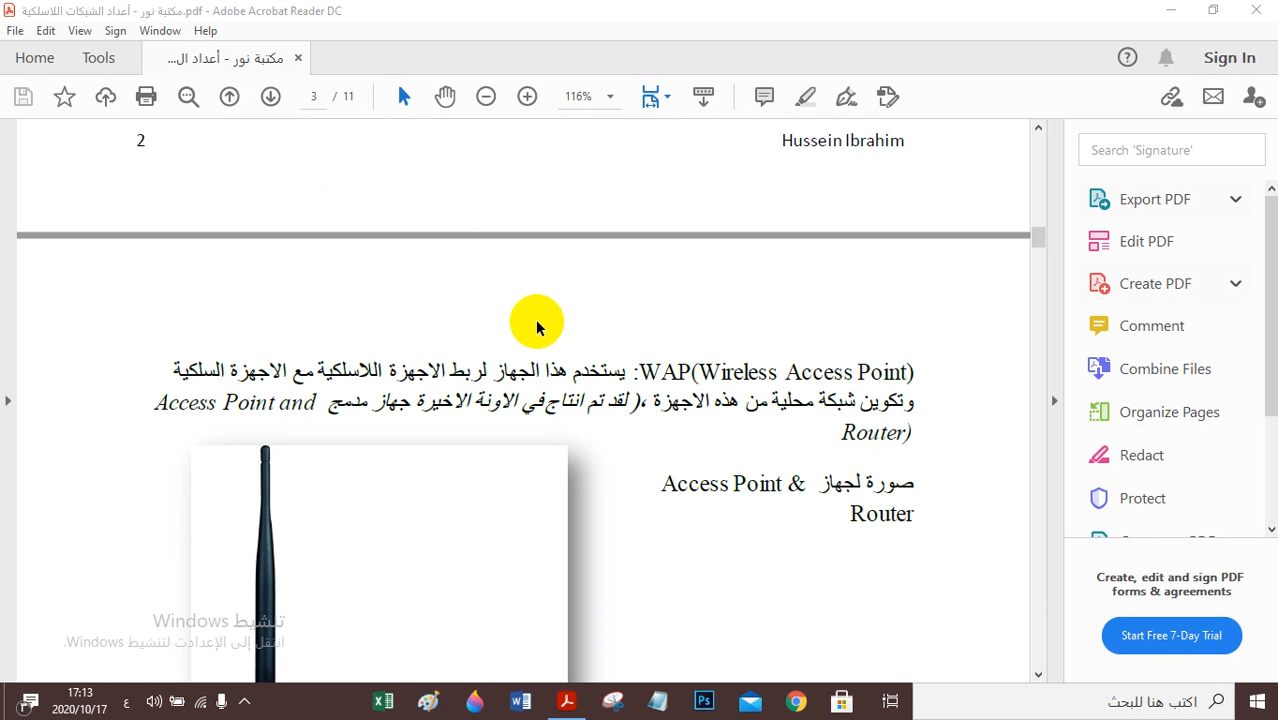 مكتبة نور - أعداد الشبكات اللاسلكية.pdf - Adobe Acrobat Reader DC
File Edit View Sign Window Help
Home Tools مكتبة نور - أعداد ال... ×
Sign In
3 / 11 116%
2 Hussein Ibrahim
WAP(Wireless Access Point): يستخدم هذا الجهاز لربط الاجهزة اللاسلكية مع الاجهزة السلكية
وتكوين شبكة محلية من هذه الاجهزة ،( لقد تم انتاج في الاونة الاخيرة جهاز مدمج Access Point and
Router)
صورة لجهاز Access Point &
Router
Search 'Signature'
Export PDF
Edit PDF
Create PDF
Comment
Combine Files
Organize Pages
Redact
Protect
Create, edit and sign PDF
forms & agreements
Start Free 7-Day Trial
تنشيط Windows
انتقل إلى الإعدادت لتنشيط Windows.
17:13
2020/10/17
ع
اكتب هنا للبحث